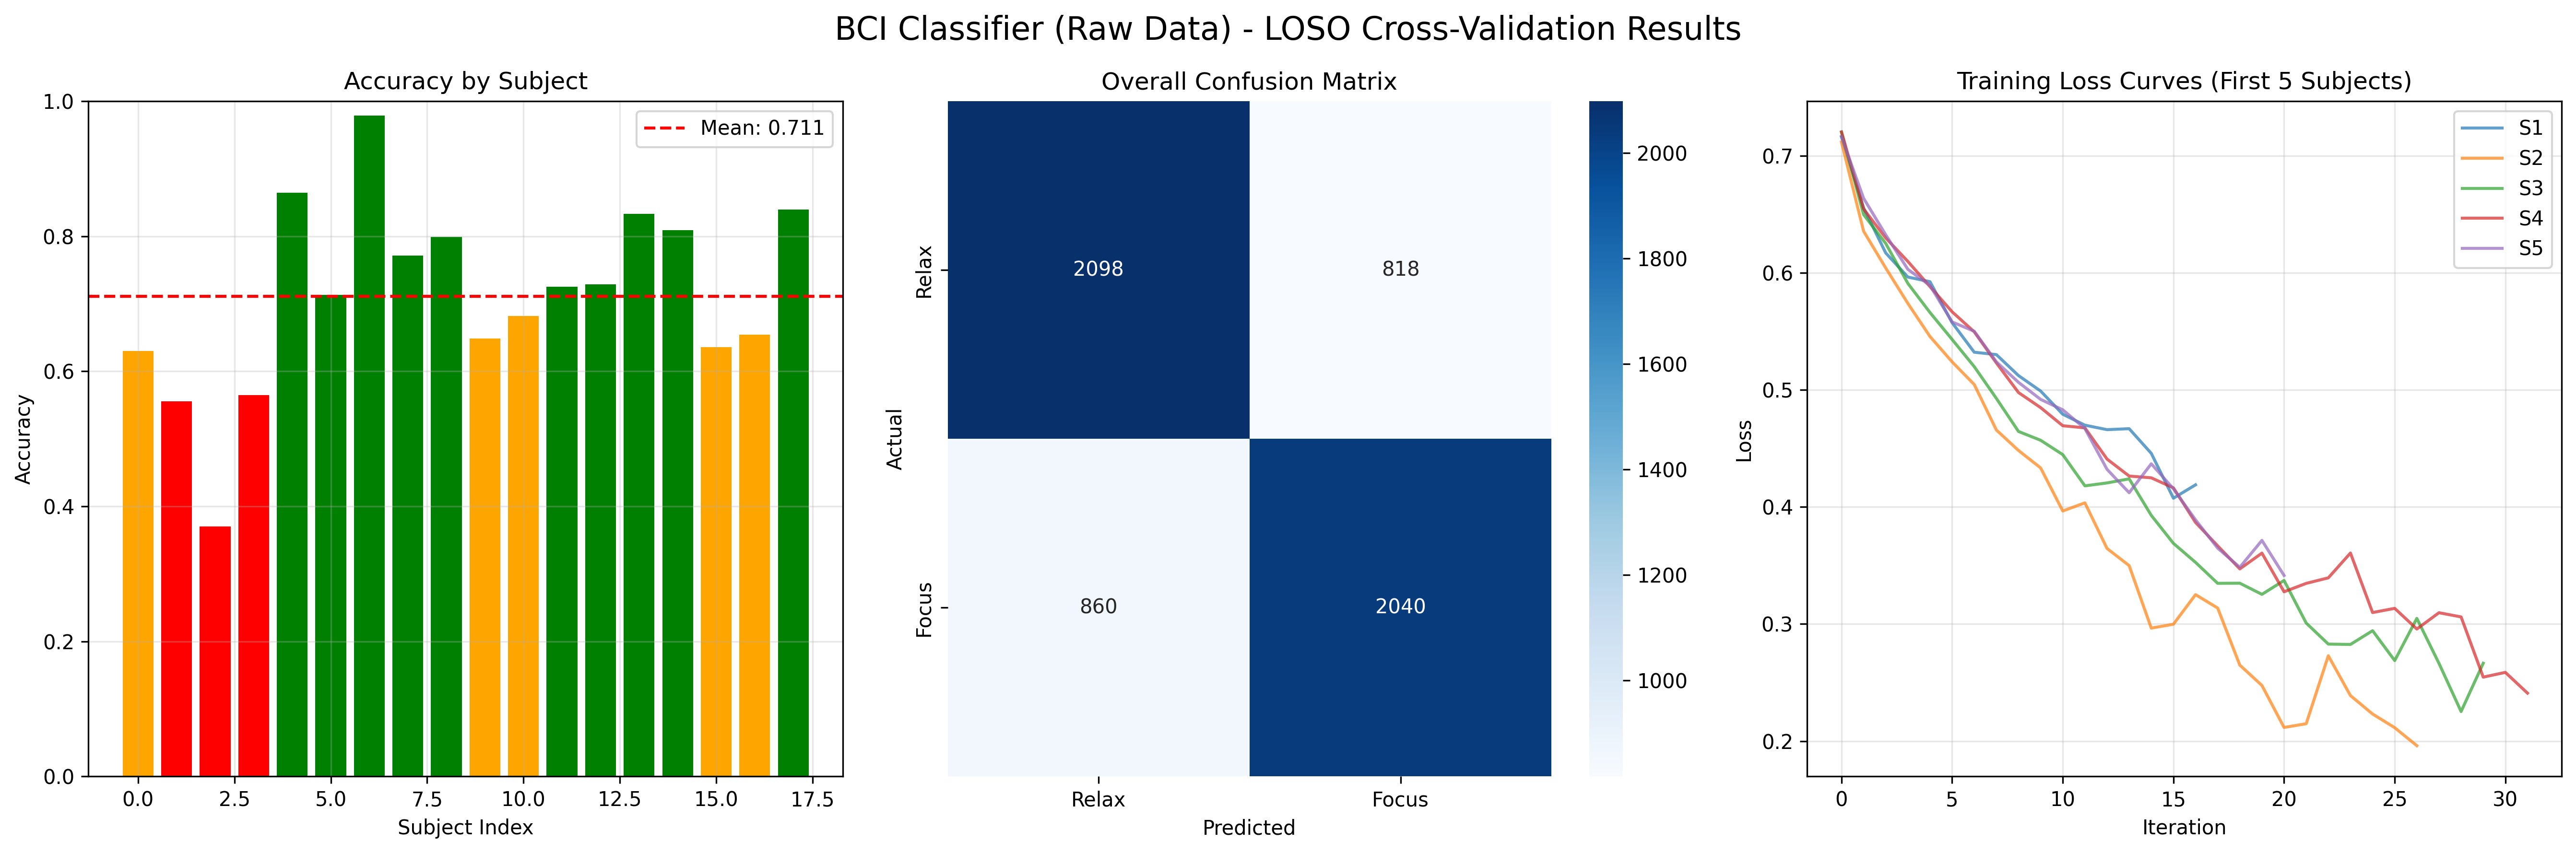 BCI Classifier (Raw Data) - LOSO Cross-Validation Results
Accuracy by Subject
Mean: 0.711
1.0
0.8
0.6
0.4
0.2
0.0
Accuracy
0.0 2.5 5.0 7.5 10.0 12.5 15.0 17.5
Subject Index
Overall Confusion Matrix
Actual
Relax
2098 818
Focus
860 2040
Relax Focus
Predicted
2000
1800
1600
1400
1200
1000
Training Loss Curves (First 5 Subjects)
S1
S2
S3
S4
S5
0.7
0.6
0.5
0.4
0.3
0.2
Loss
0 5 10 15 20 25 30
Iteration